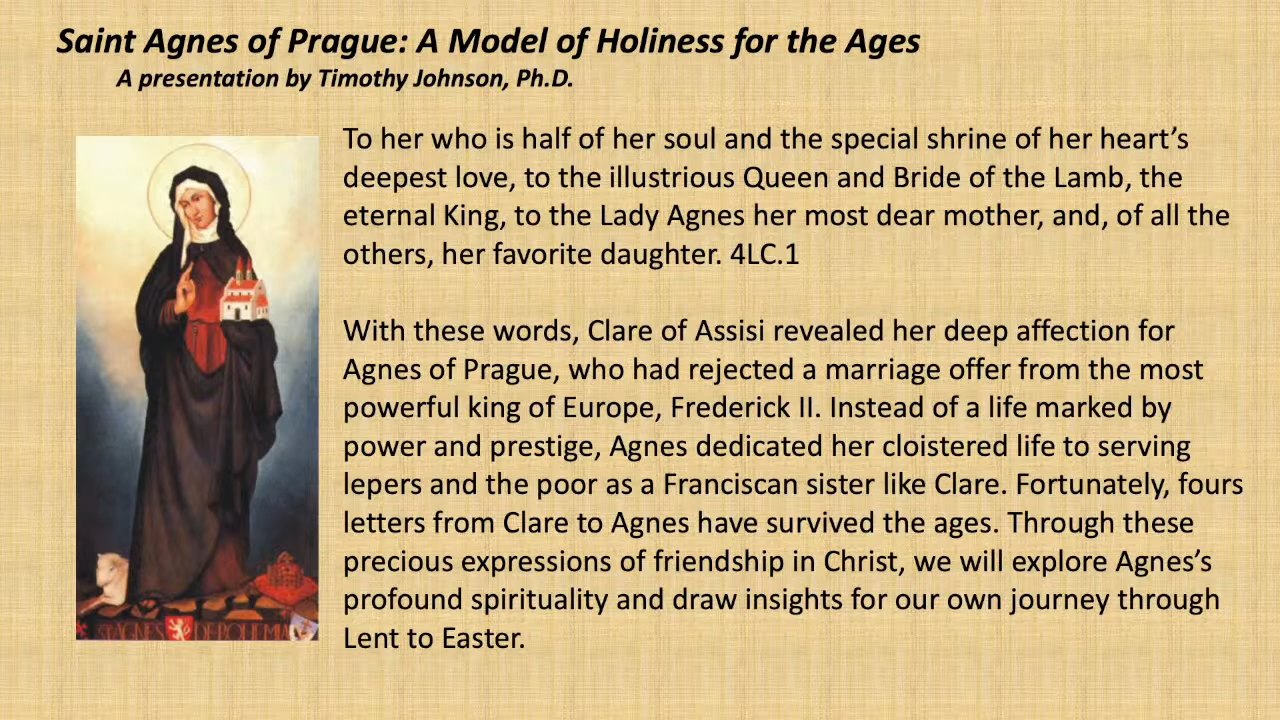 Saint Agnes of Prague: A Model of Holiness for the Ages
A presentation by Timothy Johnson, Ph.D.
To her who is half of her soul and the special shrine of her heart’s
deepest love, to the illustrious Queen and Bride of the Lamb, the
eternal King, to the Lady Agnes her most dear mother, and, of all the
others, her favorite daughter. 4LC.1
With these words, Clare of Assisi revealed her deep affection for
Agnes of Prague, who had rejected a marriage offer from the most
powerful king of Europe, Frederick II. Instead of a life marked by
power and prestige, Agnes dedicated her cloistered life to serving
lepers and the poor as a Franciscan sister like Clare. Fortunately, fours
letters from Clare to Agnes have survived the ages. Through these
precious expressions of friendship in Christ, we will explore Agnes’s
profound spirituality and draw insights for our own journey through
Lent to Easter.
ST AGNES DE BOHEMIA